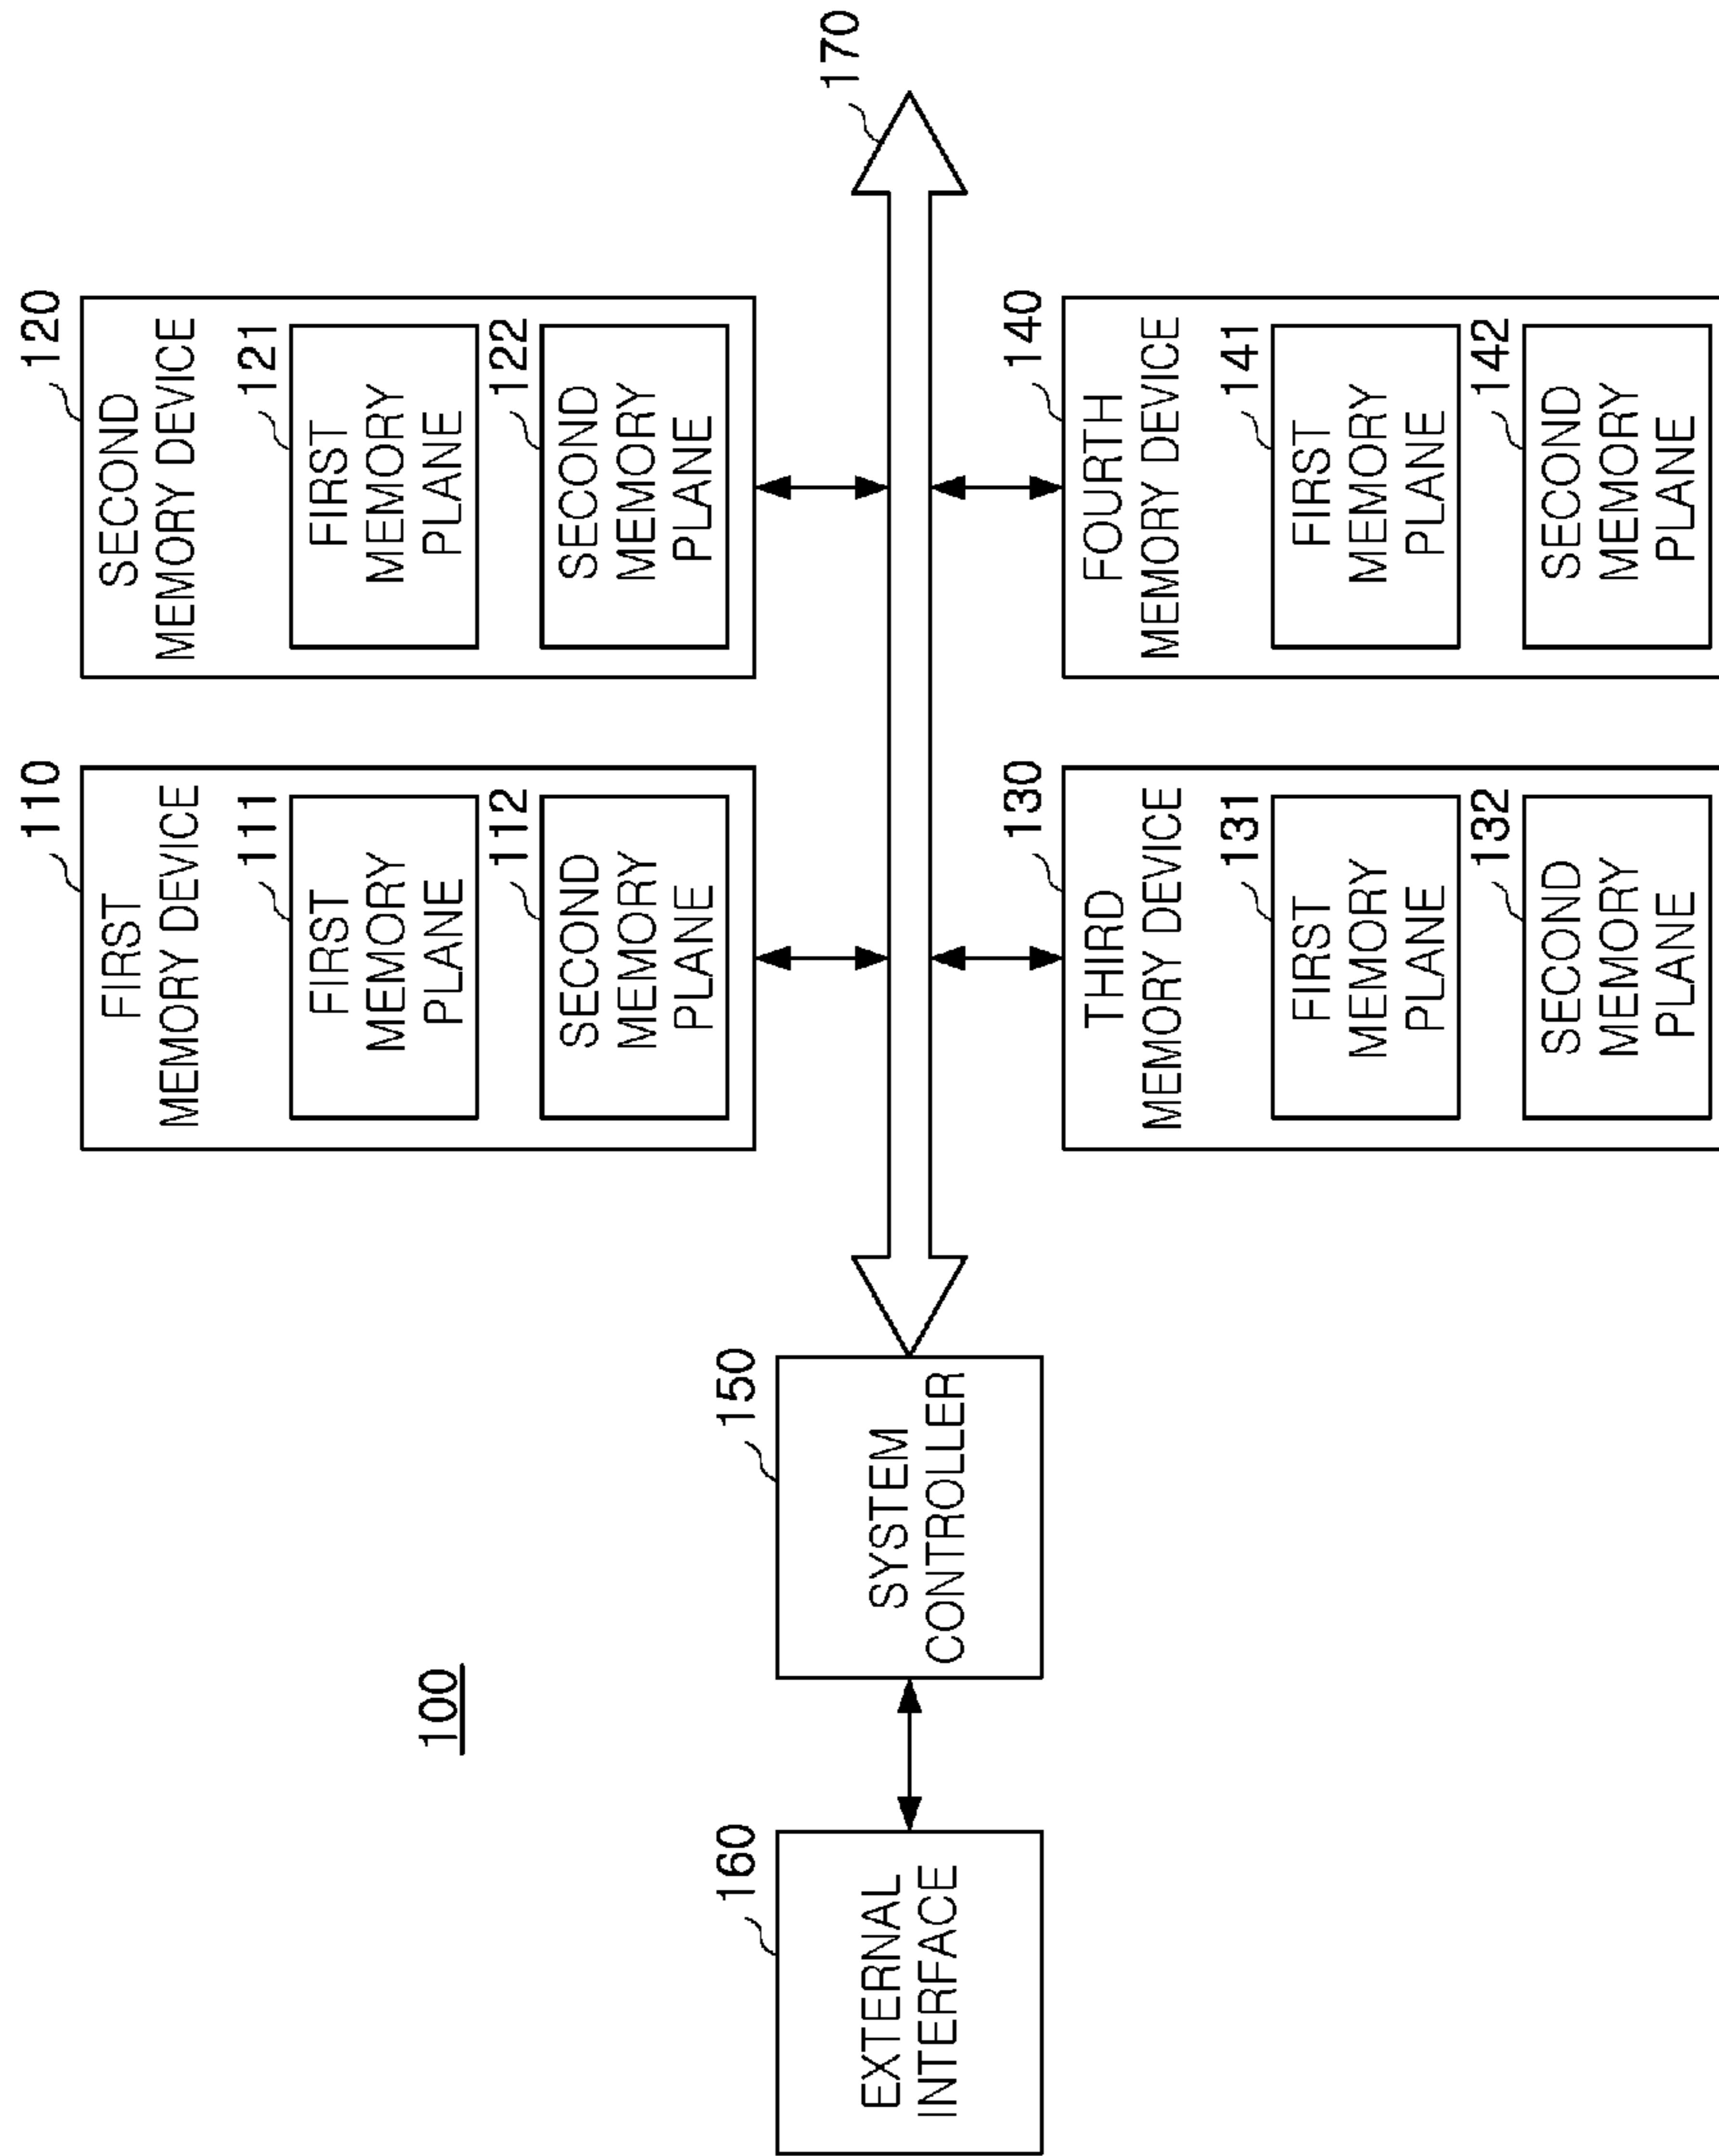 100
110
FIRST
MEMORY DEVICE
111
FIRST
MEMORY
PLANE
112
SECOND
MEMORY
PLANE
120
SECOND
MEMORY DEVICE
121
FIRST
MEMORY
PLANE
122
SECOND
MEMORY
PLANE
160
EXTERNAL
INTERFACE
150
SYSTEM
CONTROLLER
170
130
THIRD
MEMORY DEVICE
131
FIRST
MEMORY
PLANE
132
SECOND
MEMORY
PLANE
140
FOURTH
MEMORY DEVICE
141
FIRST
MEMORY
PLANE
142
SECOND
MEMORY
PLANE